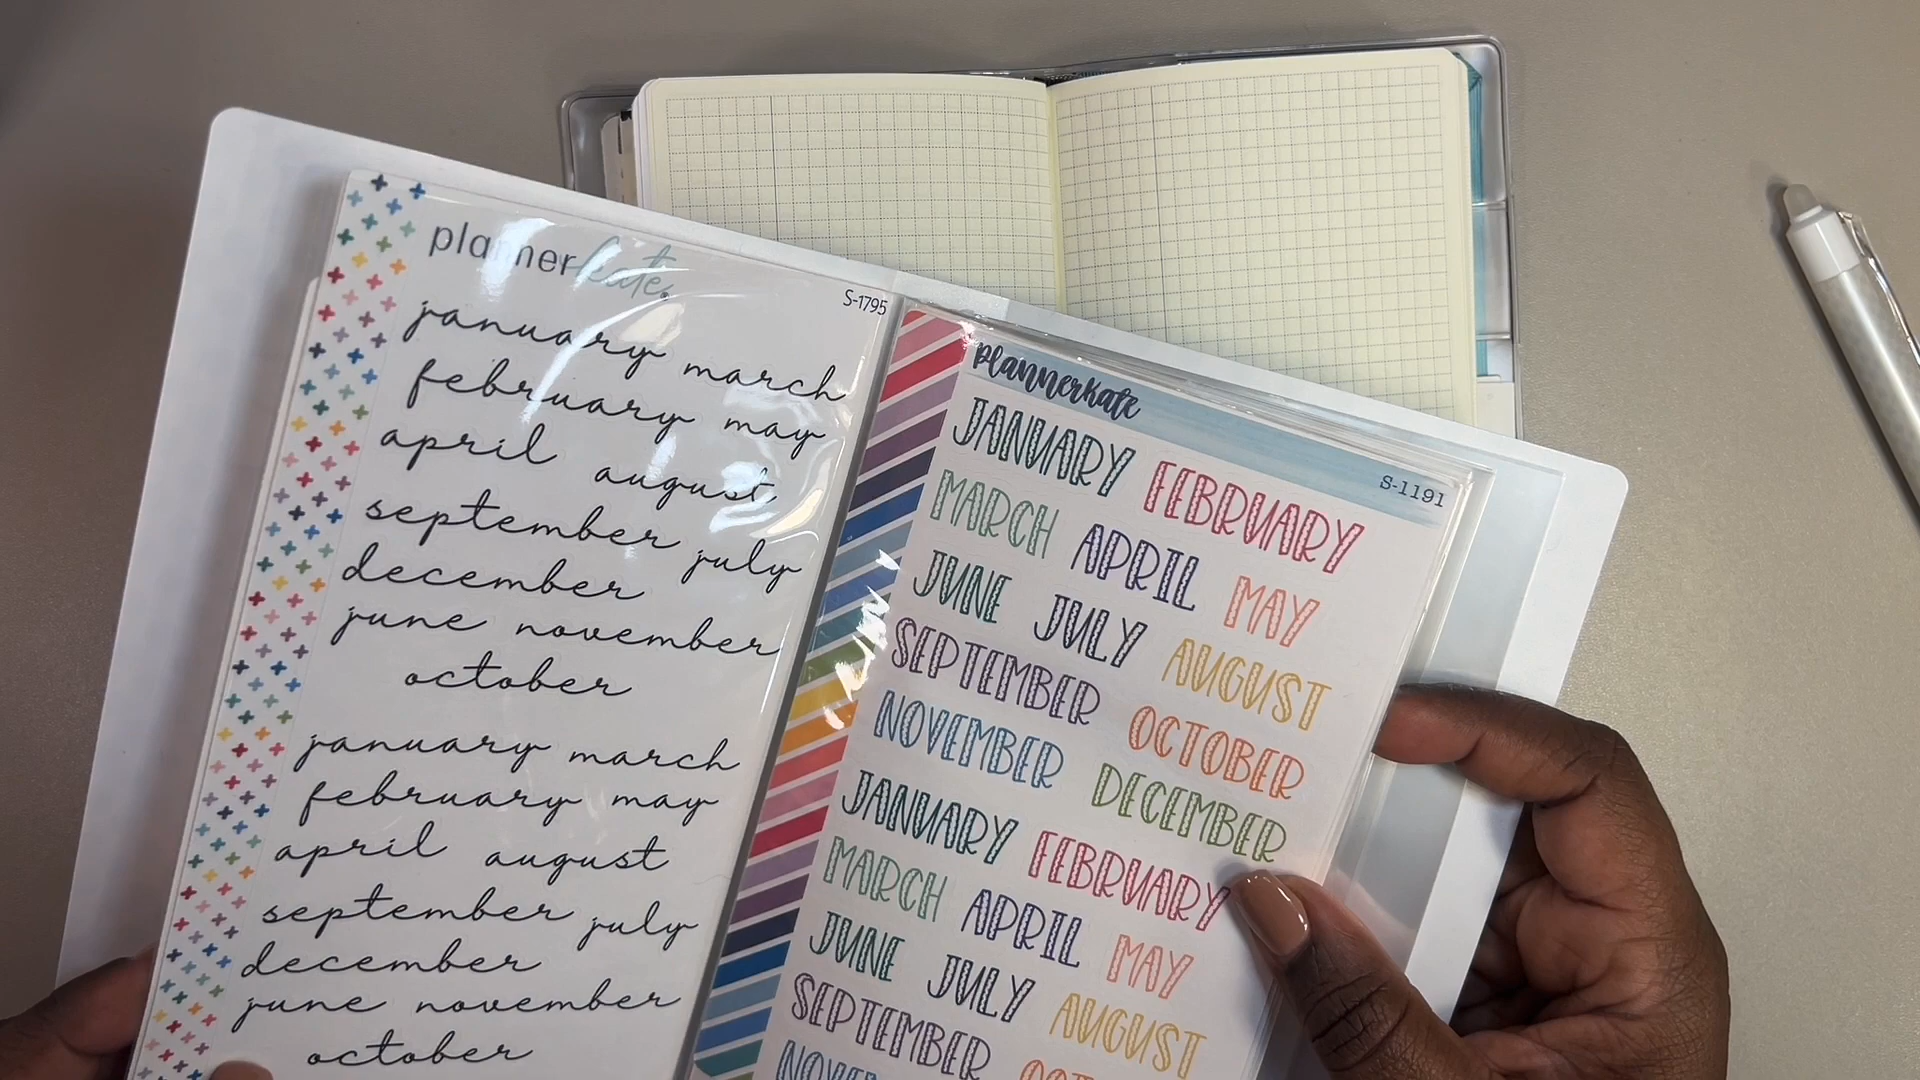 plannerkate.
S-1795
january march
february may
april august
september july
december
june november
october
january march
february may
april august
september july
december
june november
october
plannerkate
S-1191
JANUARY FEBRUARY
MARCH APRIL MAY
JUNE JULY AUGUST
SEPTEMBER OCTOBER
NOVEMBER DECEMBER
JANUARY FEBRUARY
MARCH APRIL MAY
JUNE JULY AUGUST
SEPTEMBER